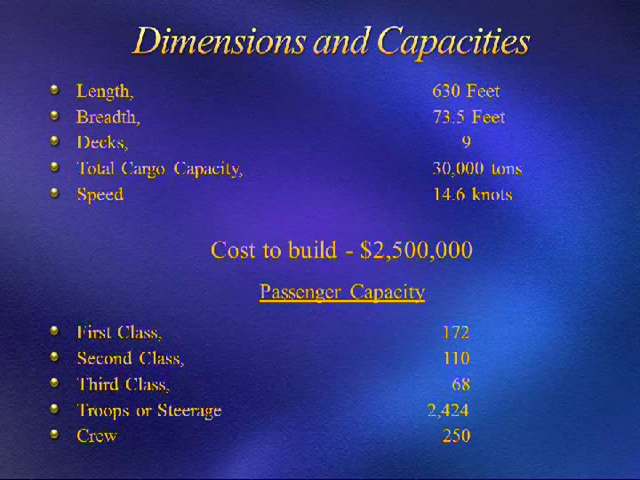 Dimensions and Capacities
Length, 630 Feet
Breadth, 73.5 Feet
Decks, 9
Total Cargo Capacity, 30,000 tons
Speed 14.6 knots
Cost to build - $2,500,000
Passenger Capacity
First Class, 172
Second Class, 110
Third Class, 68
Troops or Steerage 2,424
Crew 250